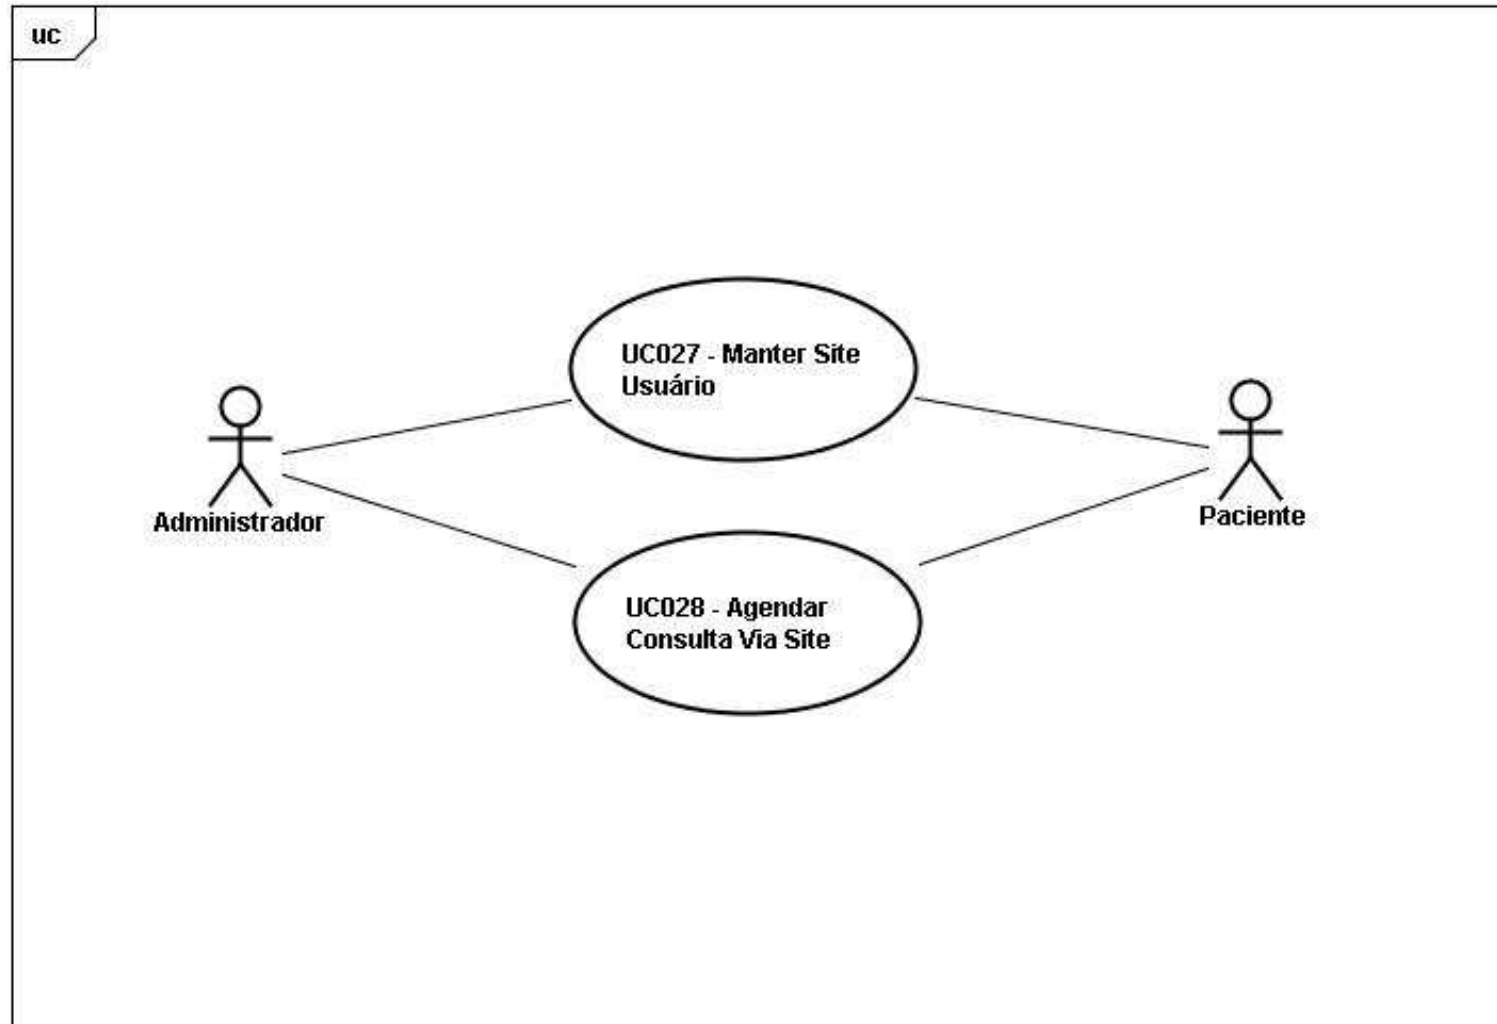 uc
UC027 - Manter Site
Usuário
Administrador
Paciente
UC028 - Agendar
Consulta Via Site